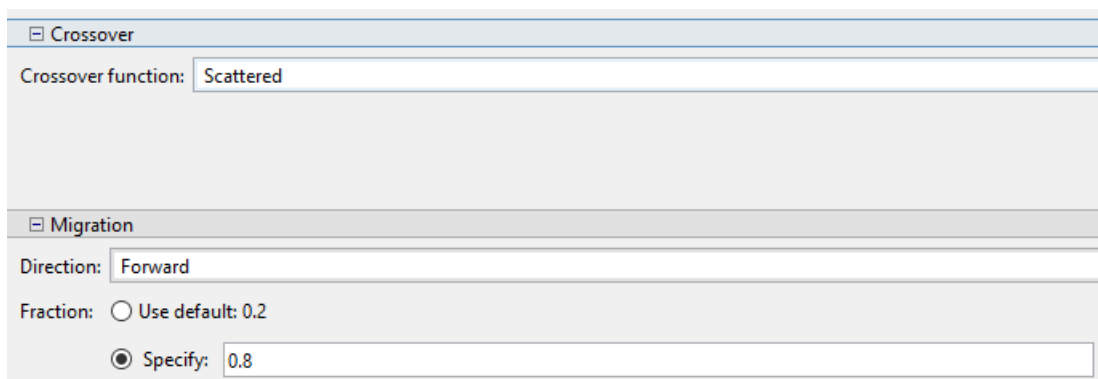 Crossover
Crossover function: Scattered
Migration
Direction: Forward
Fraction: Use default: 0.2
Specify: 0.8